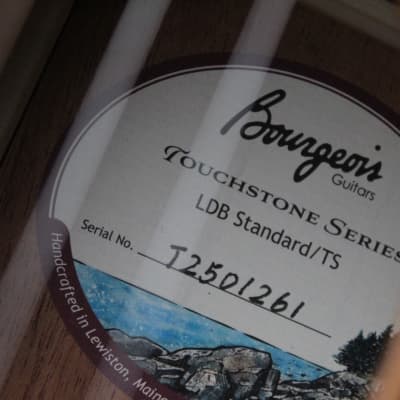 Bourgeois
Guitars
TOUCHSTONE SERIES
LDB Standard/TS
Serial No. T2501261
Handcrafted in Lewiston, Maine